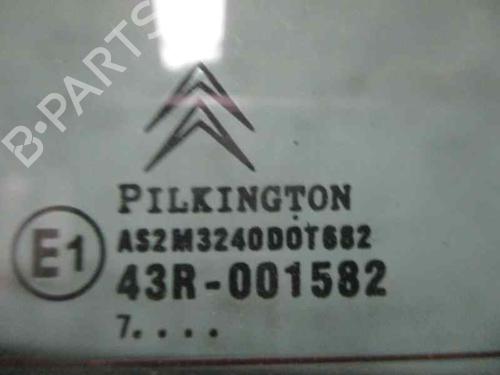 B-PARTS
PILKINGTON
E1
AS2M3240DOT682
43R-001582
7....